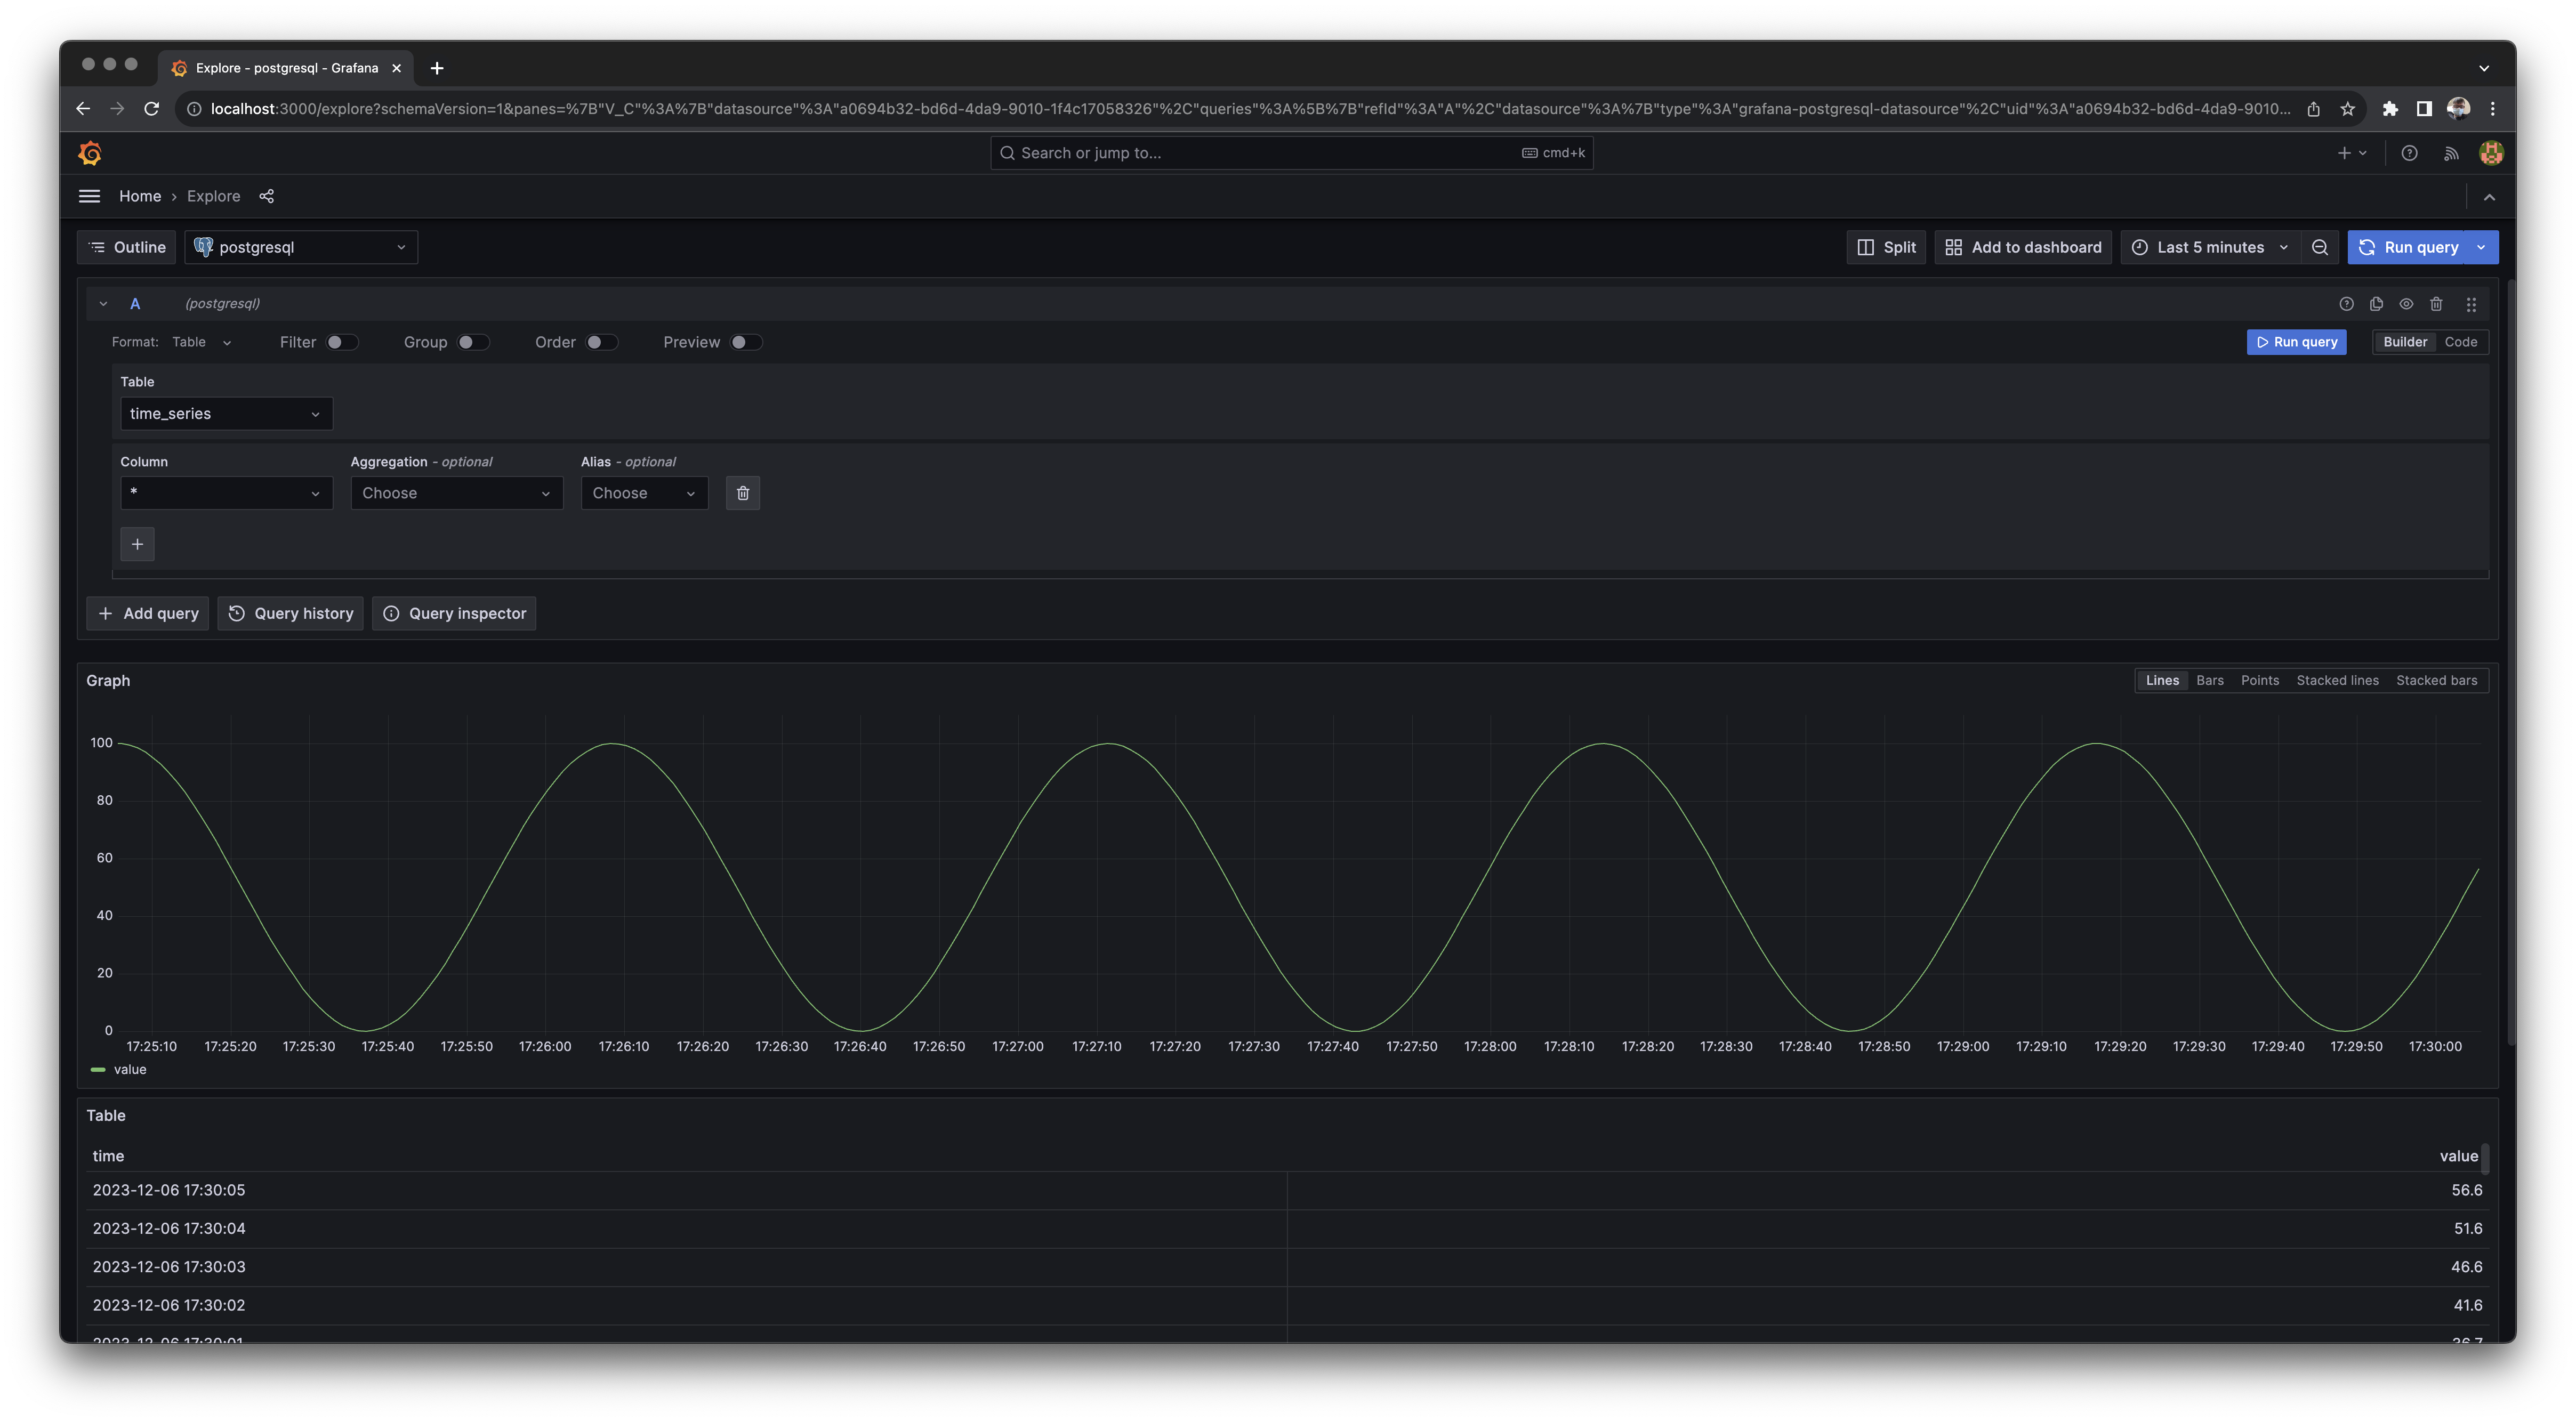 Explore - postgresql - Grafana
localhost:3000/explore?schemaVersion=1&panes=%7B"V_C"%3A%7B"datasource"%3A"a0694b32-bd6d-4da9-9010-1f4c17058326"%2C"queries"%3A%5B%7B"refId"%3A"A"%2C"datasource"%3A%7B"type"%3A"grafana-postgresql-datasource"%2C"uid"%3A"a0694b32-bd6d-4da9-9010...
Search or jump to... cmd+k
Home › Explore
Outline postgresql Split Add to dashboard Last 5 minutes Run query
A (postgresql)
Format: Table Filter Group Order Preview Run query Builder Code
Table
time_series
Column Aggregation - optional Alias - optional
* Choose Choose
+ Add query Query history Query inspector
Graph Lines Bars Points Stacked lines Stacked bars
100
80
60
40
20
0
17:25:10 17:25:20 17:25:30 17:25:40 17:25:50 17:26:00 17:26:10 17:26:20 17:26:30 17:26:40 17:26:50 17:27:00 17:27:10 17:27:20 17:27:30 17:27:40 17:27:50 17:28:00 17:28:10 17:28:20 17:28:30 17:28:40 17:28:50 17:29:00 17:29:10 17:29:20 17:29:30 17:29:40 17:29:50 17:30:00
value
Table
time value
2023-12-06 17:30:05 56.6
2023-12-06 17:30:04 51.6
2023-12-06 17:30:03 46.6
2023-12-06 17:30:02 41.6
2023-12-06 17:30:01 36.7